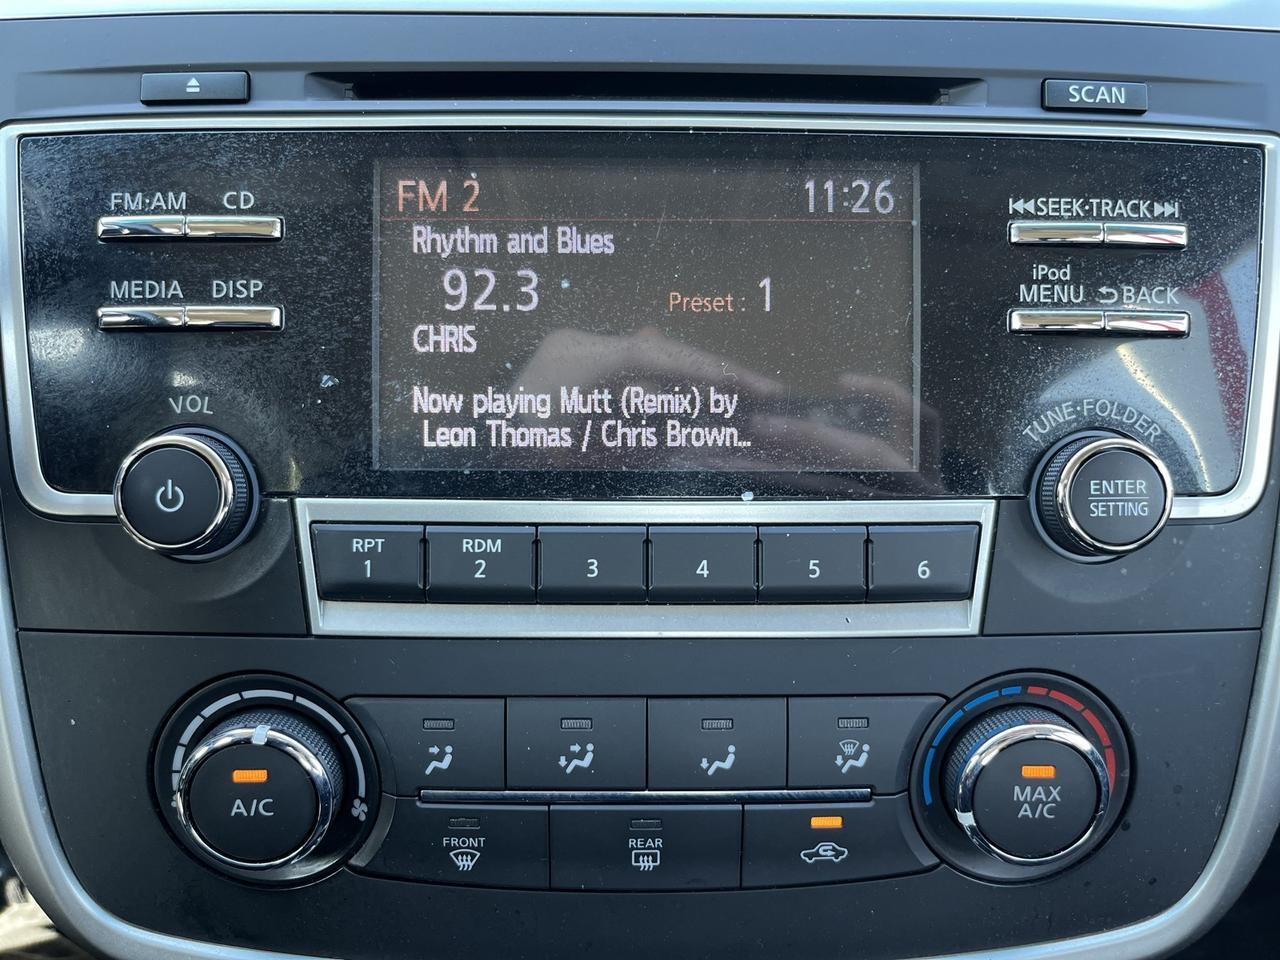 SCAN
FM·AM CD
MEDIA DISP
VOL
FM 2 11:26
Rhythm and Blues
92.3 Preset : 1
CHRIS
Now playing Mutt (Remix) by
Leon Thomas / Chris Brown...
SEEK·TRACK
iPod
MENU BACK
TUNE·FOLDER
ENTER
SETTING
RPT
1
RDM
2
3
4
5
6
A/C
FRONT
REAR
MAX
A/C